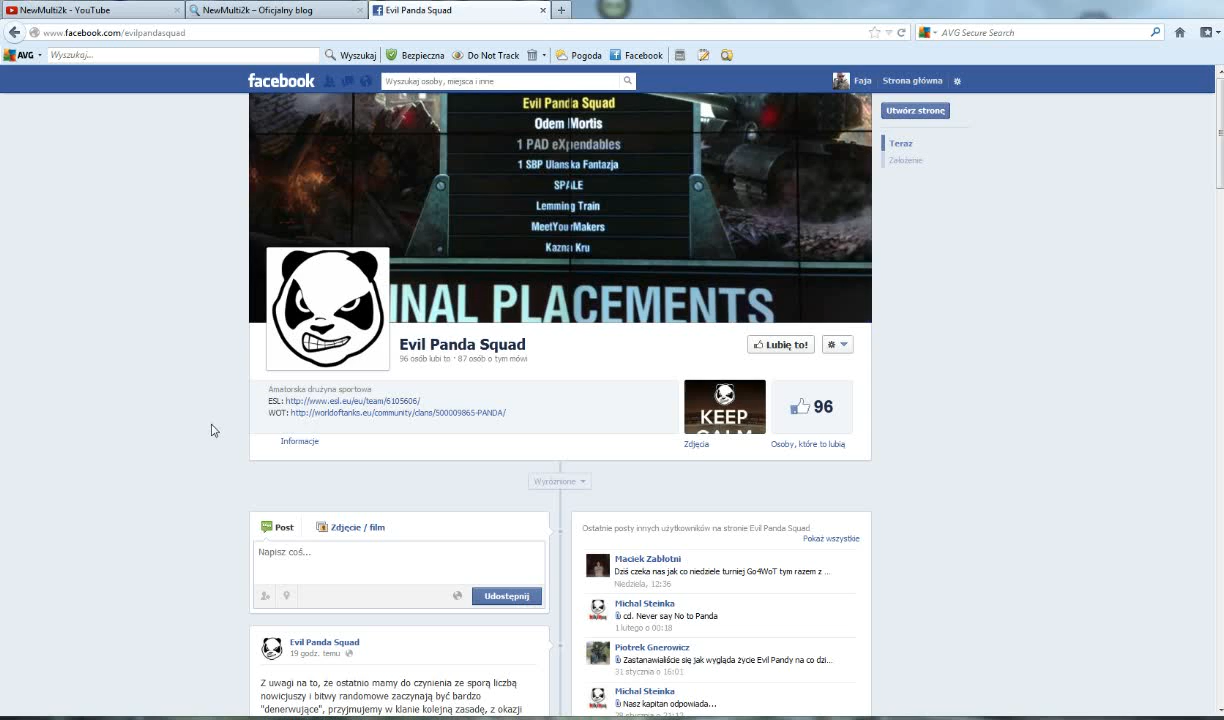 NewMulti2k - YouTube
NewMulti2k – Oficjalny blog
Evil Panda Squad
www.facebook.com/evilpandasquad
AVG Secure Search
AVG
Wyszukaj...
Wyszukaj
Bezpieczna
Do Not Track
Pogoda
Facebook
facebook
Wyszukaj osoby, miejsca i inne
Faja
Strona główna
Utwórz stronę
Teraz
Założenie
Evil Panda Squad
Odem Mortis
1 PAD eXpendables
1 SBP Ulanska Fantazja
SPALE
Lemming Train
MeetYourMakers
Kazna Kru
INAL PLACEMENTS
Evil Panda Squad
96 osób lubi to · 87 osób o tym mówi
Lubię to!
Amatorska drużyna sportowa
ESL: http://www.esl.eu/eu/team/6105606/
WOT: http://worldoftanks.eu/community/clans/500009865-PANDA/
Informacje
KEEP
CALM
Zdjęcia
96
Osoby, które to lubią
Wyróżnione
Post
Zdjęcie / film
Napisz coś...
Udostępnij
Evil Panda Squad
19 godz. temu
Z uwagi na to, że ostatnio mamy do czynienia ze sporą liczbą
nowicjuszy i bitwy randomowe zaczynają być bardzo
"denerwujące", przyjmujemy w klanie kolejną zasadę, z okazji
Ostatnie posty innych użytkowników na stronie Evil Panda Squad
Pokaż wszystkie
Maciek Zabłotni
Dziś czeka nas jak co niedziele turniej Go4WoT tym razem z ...
Niedziela, 12:36
Michal Steinka
cd. Never say No to Panda
1 lutego o 00:18
Piotrek Gnerowicz
Zastanawialiście się jak wygląda życie Evil Pandy na co dzi...
31 stycznia o 16:01
Michal Steinka
Nasz kapitan odpowiada...